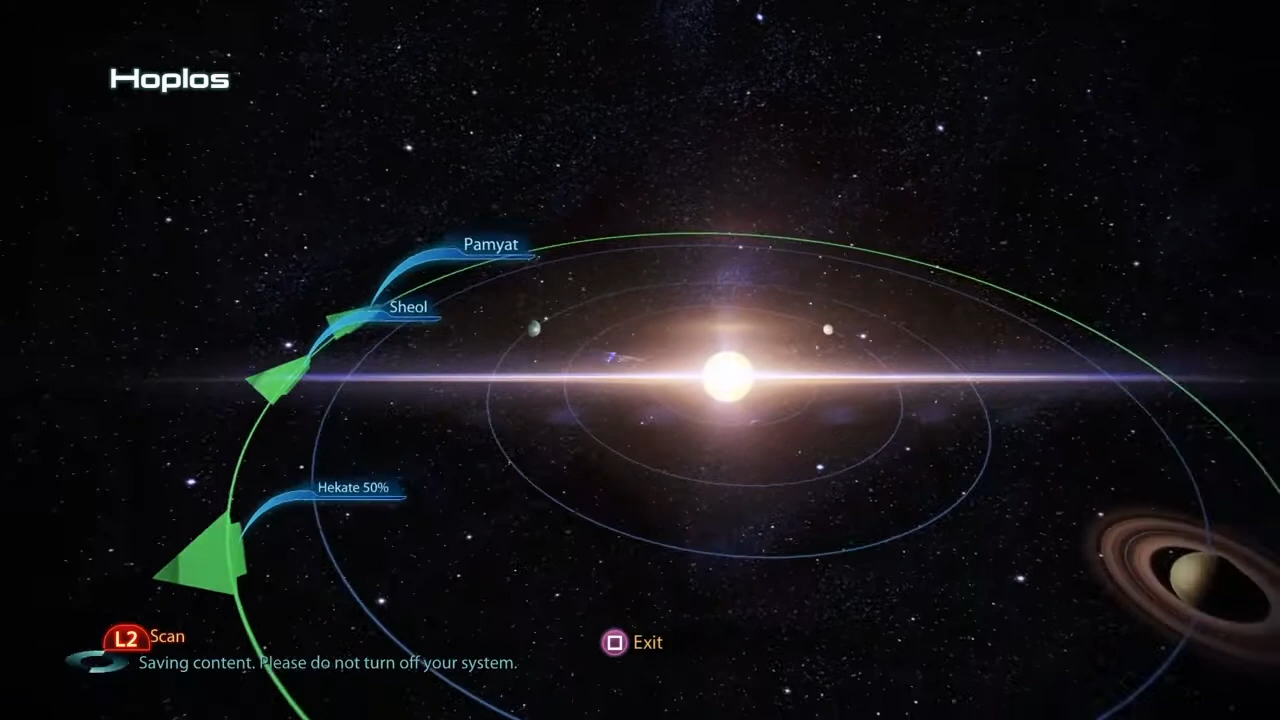 Hoplos
Pamyat
Sheol
Hekate 50%
L2 Scan
Exit
Saving content. Please do not turn off your system.